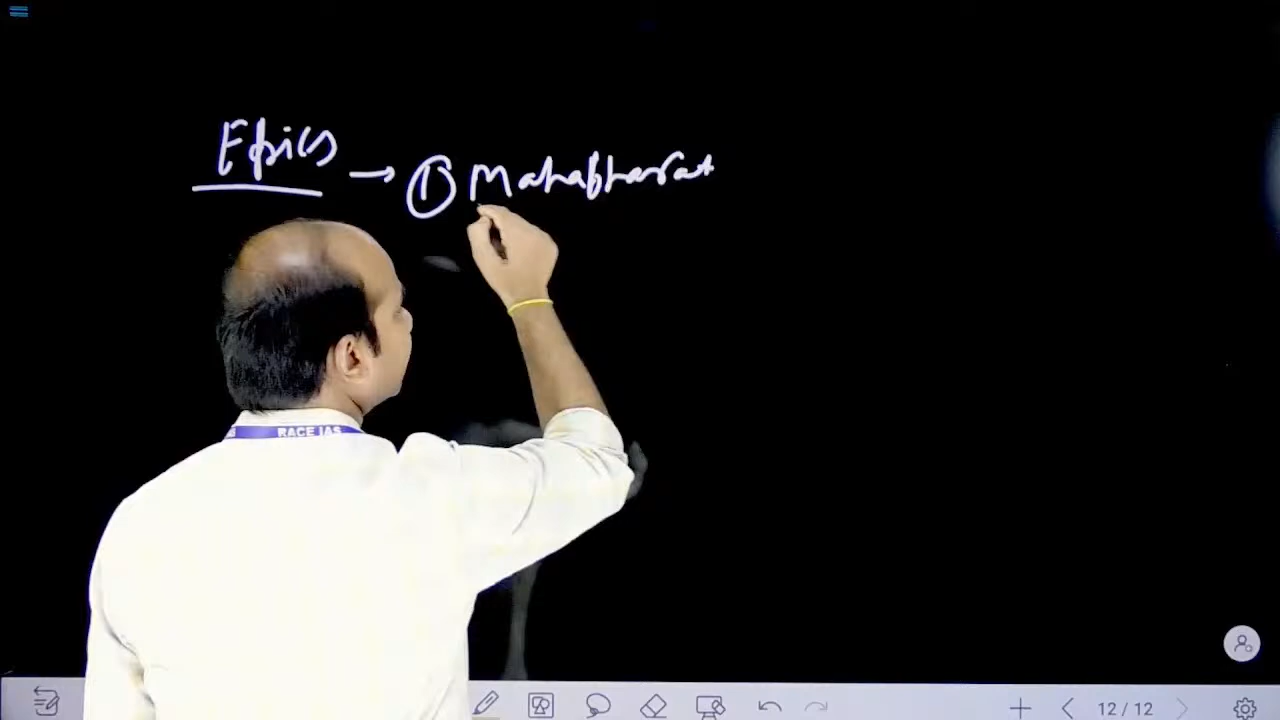 Epics → ① Mahabharat
RACE IAS
12/12